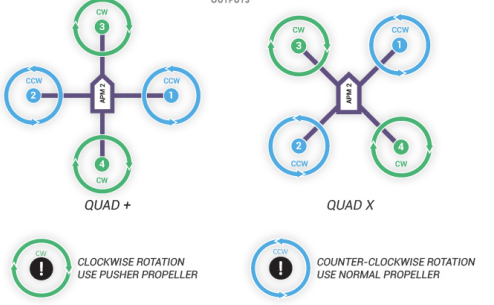 OUTPUTS
CW
3
CCW
2
APM 2
CCW
1
4
CW
QUAD +
CW
3
CCW
1
APM 2
2
CCW
4
CW
QUAD X
CW
!
CLOCKWISE ROTATION
USE PUSHER PROPELLER
CCW
!
COUNTER-CLOCKWISE ROTATION
USE NORMAL PROPELLER